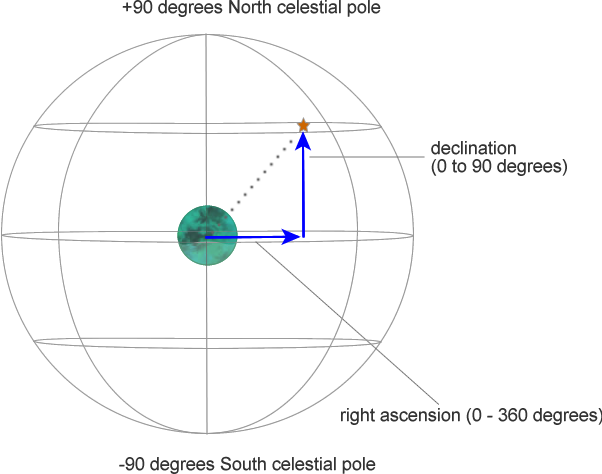 +90 degrees North celestial pole
declination
(0 to 90 degrees)
right ascension (0 - 360 degrees)
-90 degrees South celestial pole